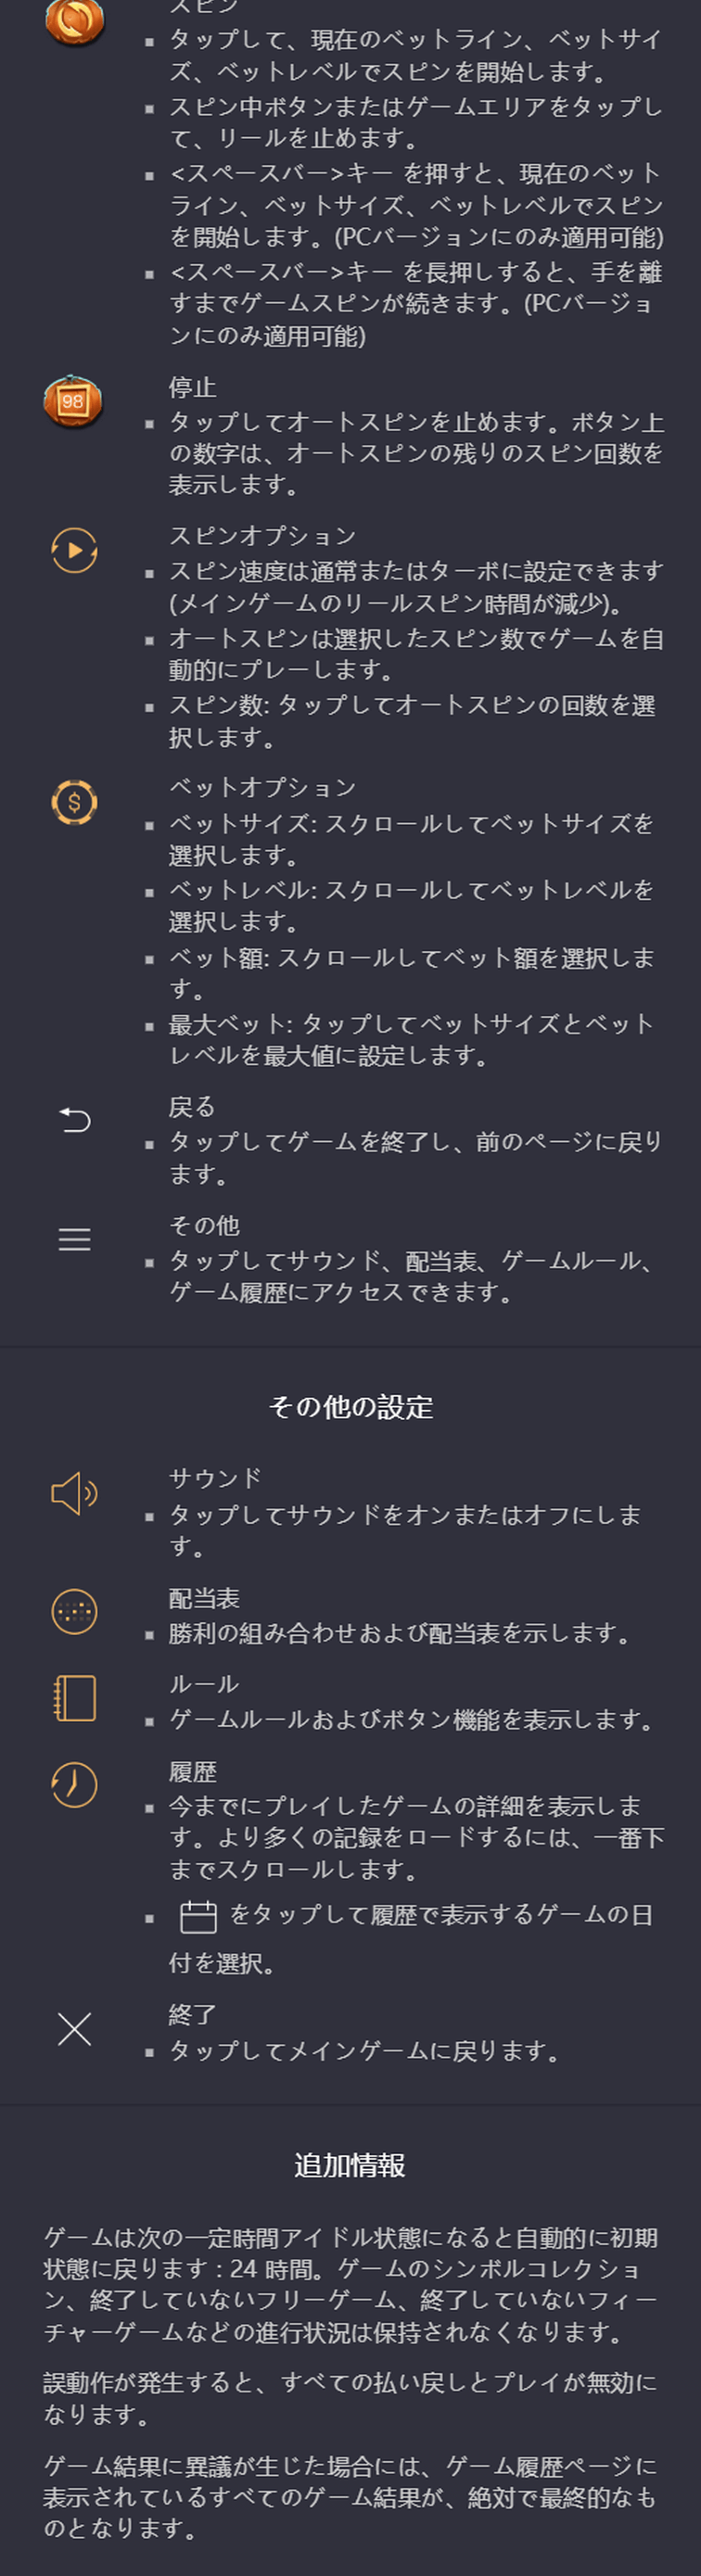 スピン
タップして、現在のベットライン、ベットサイ
ズ、ベットレベルでスピンを開始します。
スピン中ボタンまたはゲームエリアをタップし
て、リールを止めます。
<スペースバー>キー を押すと、現在のベット
ライン、ベットサイズ、ベットレベルでスピン
を開始します。(PCバージョンにのみ適用可能)
<スペースバー>キー を長押しすると、手を離
すまでゲームスピンが続きます。(PCバージョ
ンにのみ適用可能)
98
停止
タップしてオートスピンを止めます。ボタン上
の数字は、オートスピンの残りのスピン回数を
表示します。
スピンオプション
スピン速度は通常またはターボに設定できます
(メインゲームのリールスピン時間が減少)。
オートスピンは選択したスピン数でゲームを自
動的にプレーします。
スピン数: タップしてオートスピンの回数を選
択します。
$
ベットオプション
ベットサイズ: スクロールしてベットサイズを
選択します。
ベットレベル: スクロールしてベットレベルを
選択します。
ベット額: スクロールしてベット額を選択しま
す。
最大ベット: タップしてベットサイズとベット
レベルを最大値に設定します。
戻る
タップしてゲームを終了し、前のページに戻り
ます。
その他
タップしてサウンド、配当表、ゲームルール、
ゲーム履歴にアクセスできます。
その他の設定
サウンド
タップしてサウンドをオンまたはオフにしま
す。
配当表
勝利の組み合わせおよび配当表を示します。
ルール
ゲームルールおよびボタン機能を表示します。
履歴
今までにプレイしたゲームの詳細を表示しま
す。より多くの記録をロードするには、一番下
までスクロールします。
をタップして履歴で表示するゲームの日
付を選択。
終了
タップしてメインゲームに戻ります。
追加情報
ゲームは次の一定時間アイドル状態になると自動的に初期
状態に戻ります : 24 時間。ゲームのシンボルコレクショ
ン、終了していないフリーゲーム、終了していないフィー
チャーゲームなどの進行状況は保持されなくなります。
誤動作が発生すると、すべての払い戻しとプレイが無効に
なります。
ゲーム結果に異議が生じた場合には、ゲーム履歴ページに
表示されているすべてのゲーム結果が、絶対で最終的なも
のとなります。